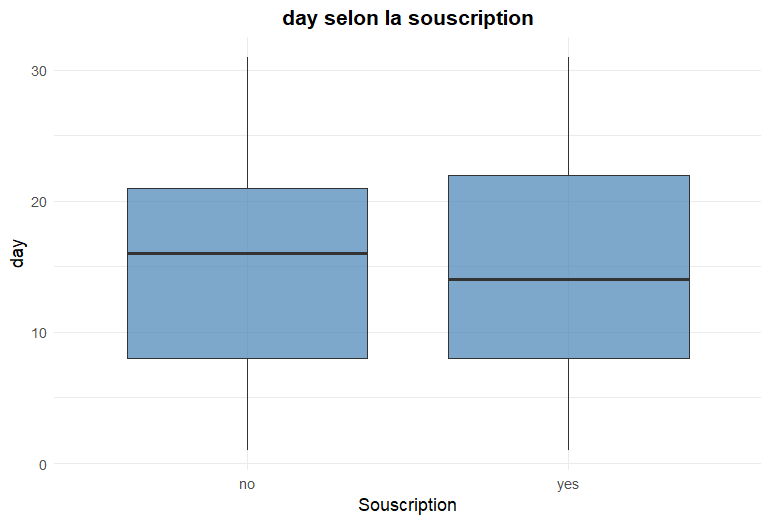 day selon la souscription
30
20
10
0
day
no yes
Souscription